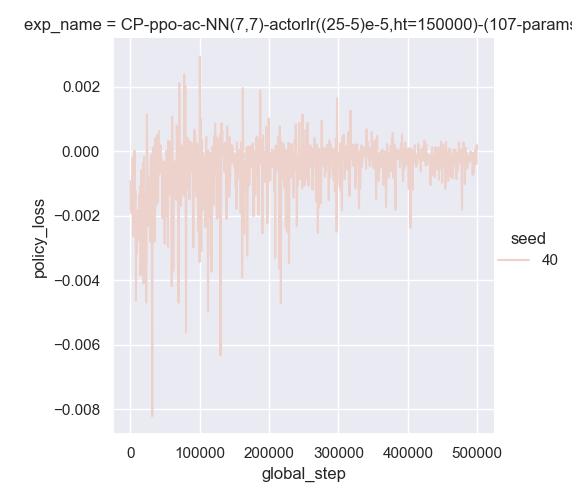 exp_name = CP-ppo-ac-NN(7,7)-actorlr((25-5)e-5,ht=150000)-(107-params
0.002
0.000
−0.002
−0.004
−0.006
−0.008
policy_loss
0 100000 200000 300000 400000 500000
global_step
seed
40